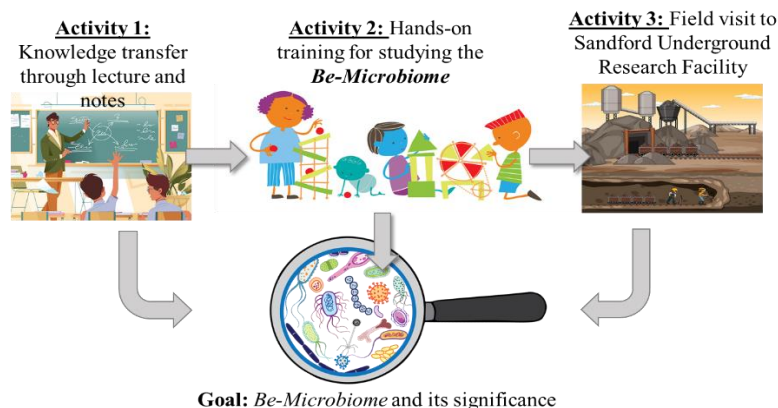 Activity 1:
Knowledge transfer
through lecture and
notes
Activity 2: Hands-on
training for studying the
Be-Microbiome
Activity 3: Field visit to
Sandford Underground
Research Facility
Goal: Be-Microbiome and its significance